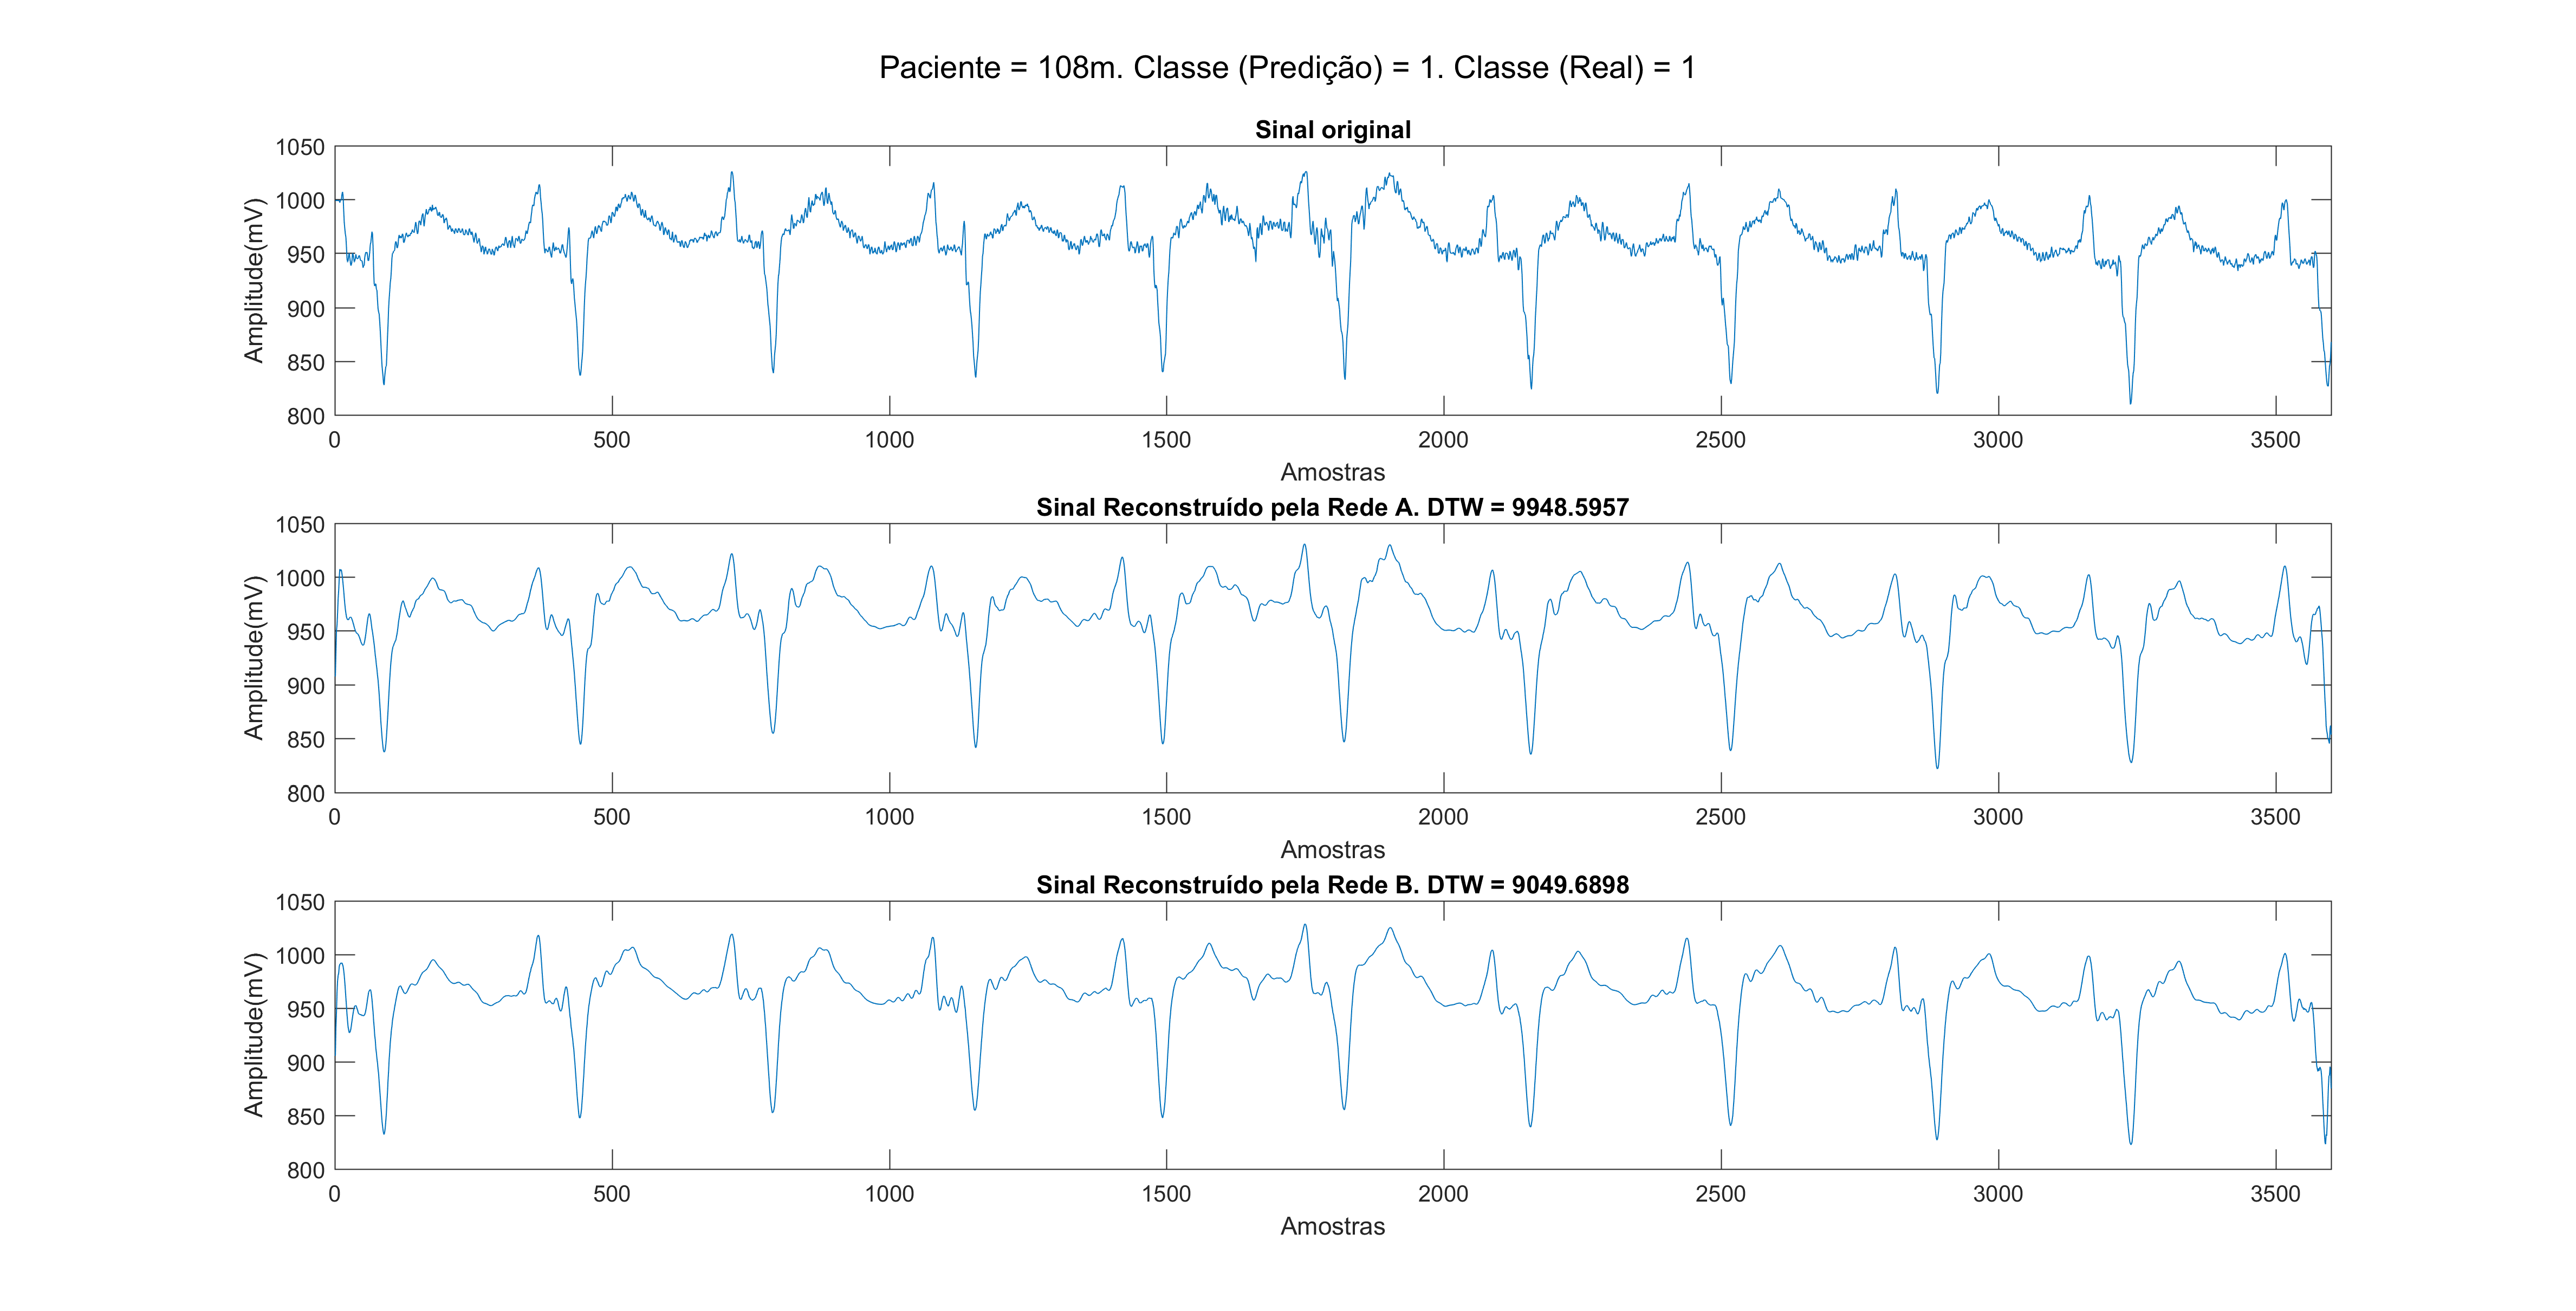 Paciente = 108m. Classe (Predição) = 1. Classe (Real) = 1
Sinal original
1050
1000
950
900
850
800
Amplitude(mV)
0 500 1000 1500 2000 2500 3000 3500
Amostras
Sinal Reconstruído pela Rede A. DTW = 9948.5957
1050
1000
950
900
850
800
Amplitude(mV)
0 500 1000 1500 2000 2500 3000 3500
Amostras
Sinal Reconstruído pela Rede B. DTW = 9049.6898
1050
1000
950
900
850
800
Amplitude(mV)
0 500 1000 1500 2000 2500 3000 3500
Amostras